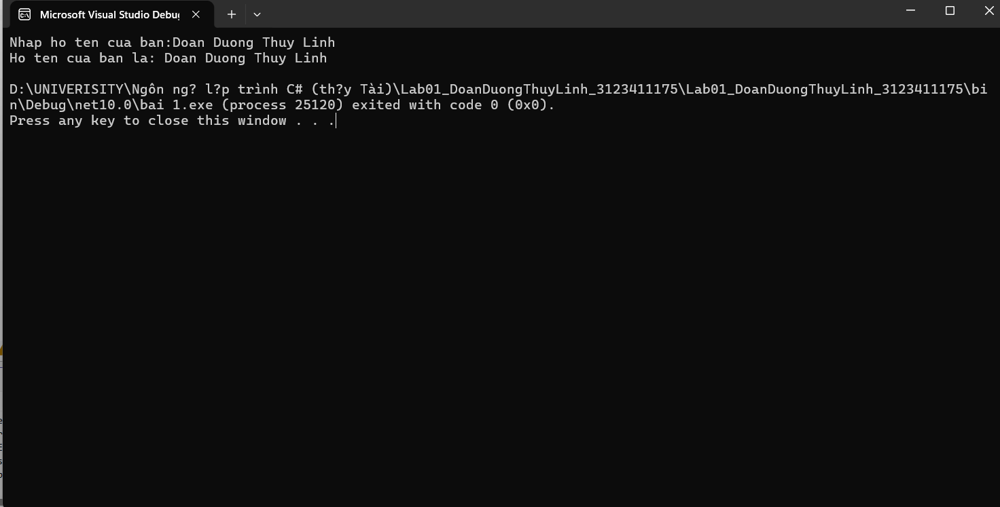 Microsoft Visual Studio Debu
Nhap ho ten cua ban:Doan Duong Thuy Linh
Ho ten cua ban la: Doan Duong Thuy Linh
D:\UNIVERISITY\Ngôn ng? l?p trình C# (th?y Tài)\Lab01_DoanDuongThuyLinh_3123411175\Lab01_DoanDuongThuyLinh_3123411175\bi
n\Debug\net10.0\bai 1.exe (process 25120) exited with code 0 (0x0).
Press any key to close this window . . .